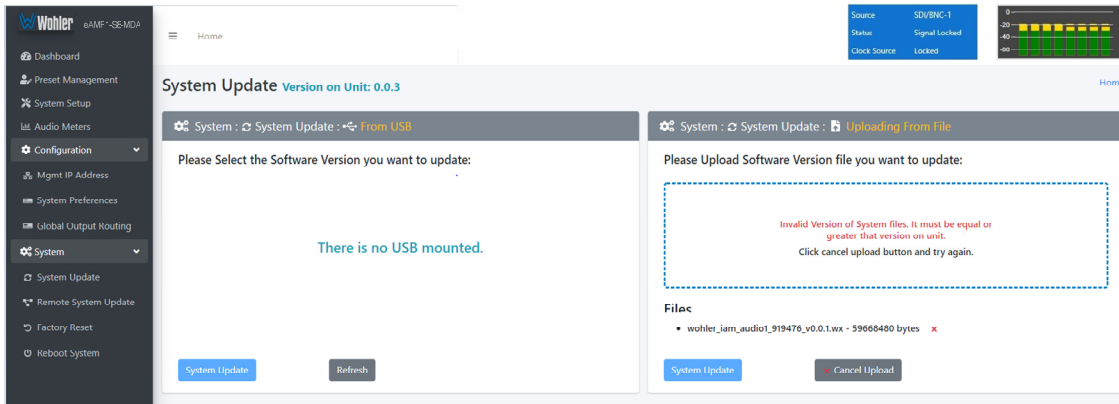 Wohler eAMP1-S8-MDA
Dashboard
Preset Management
System Setup
Audio Meters
Configuration
Mgmt IP Address
System Preferences
Global Output Routing
System
System Update
Remote System Update
Factory Reset
Reboot System
Home
Source SDI/BNC-1
Status Signal Locked
Clock Source Locked
0
-20
-40
-60
System Update Version on Unit: 0.0.3
Hom
System : System Update : From USB
Please Select the Software Version you want to update:
There is no USB mounted.
System Update Refresh
System : System Update : Uploading From File
Please Upload Software Version file you want to update:
Invalid Version of System files. It must be equal or
greater that version on unit.
Click cancel upload button and try again.
Files
wohler_iam_audio1_919476_v0.0.1.wx - 59668480 bytes x
System Update x Cancel Upload